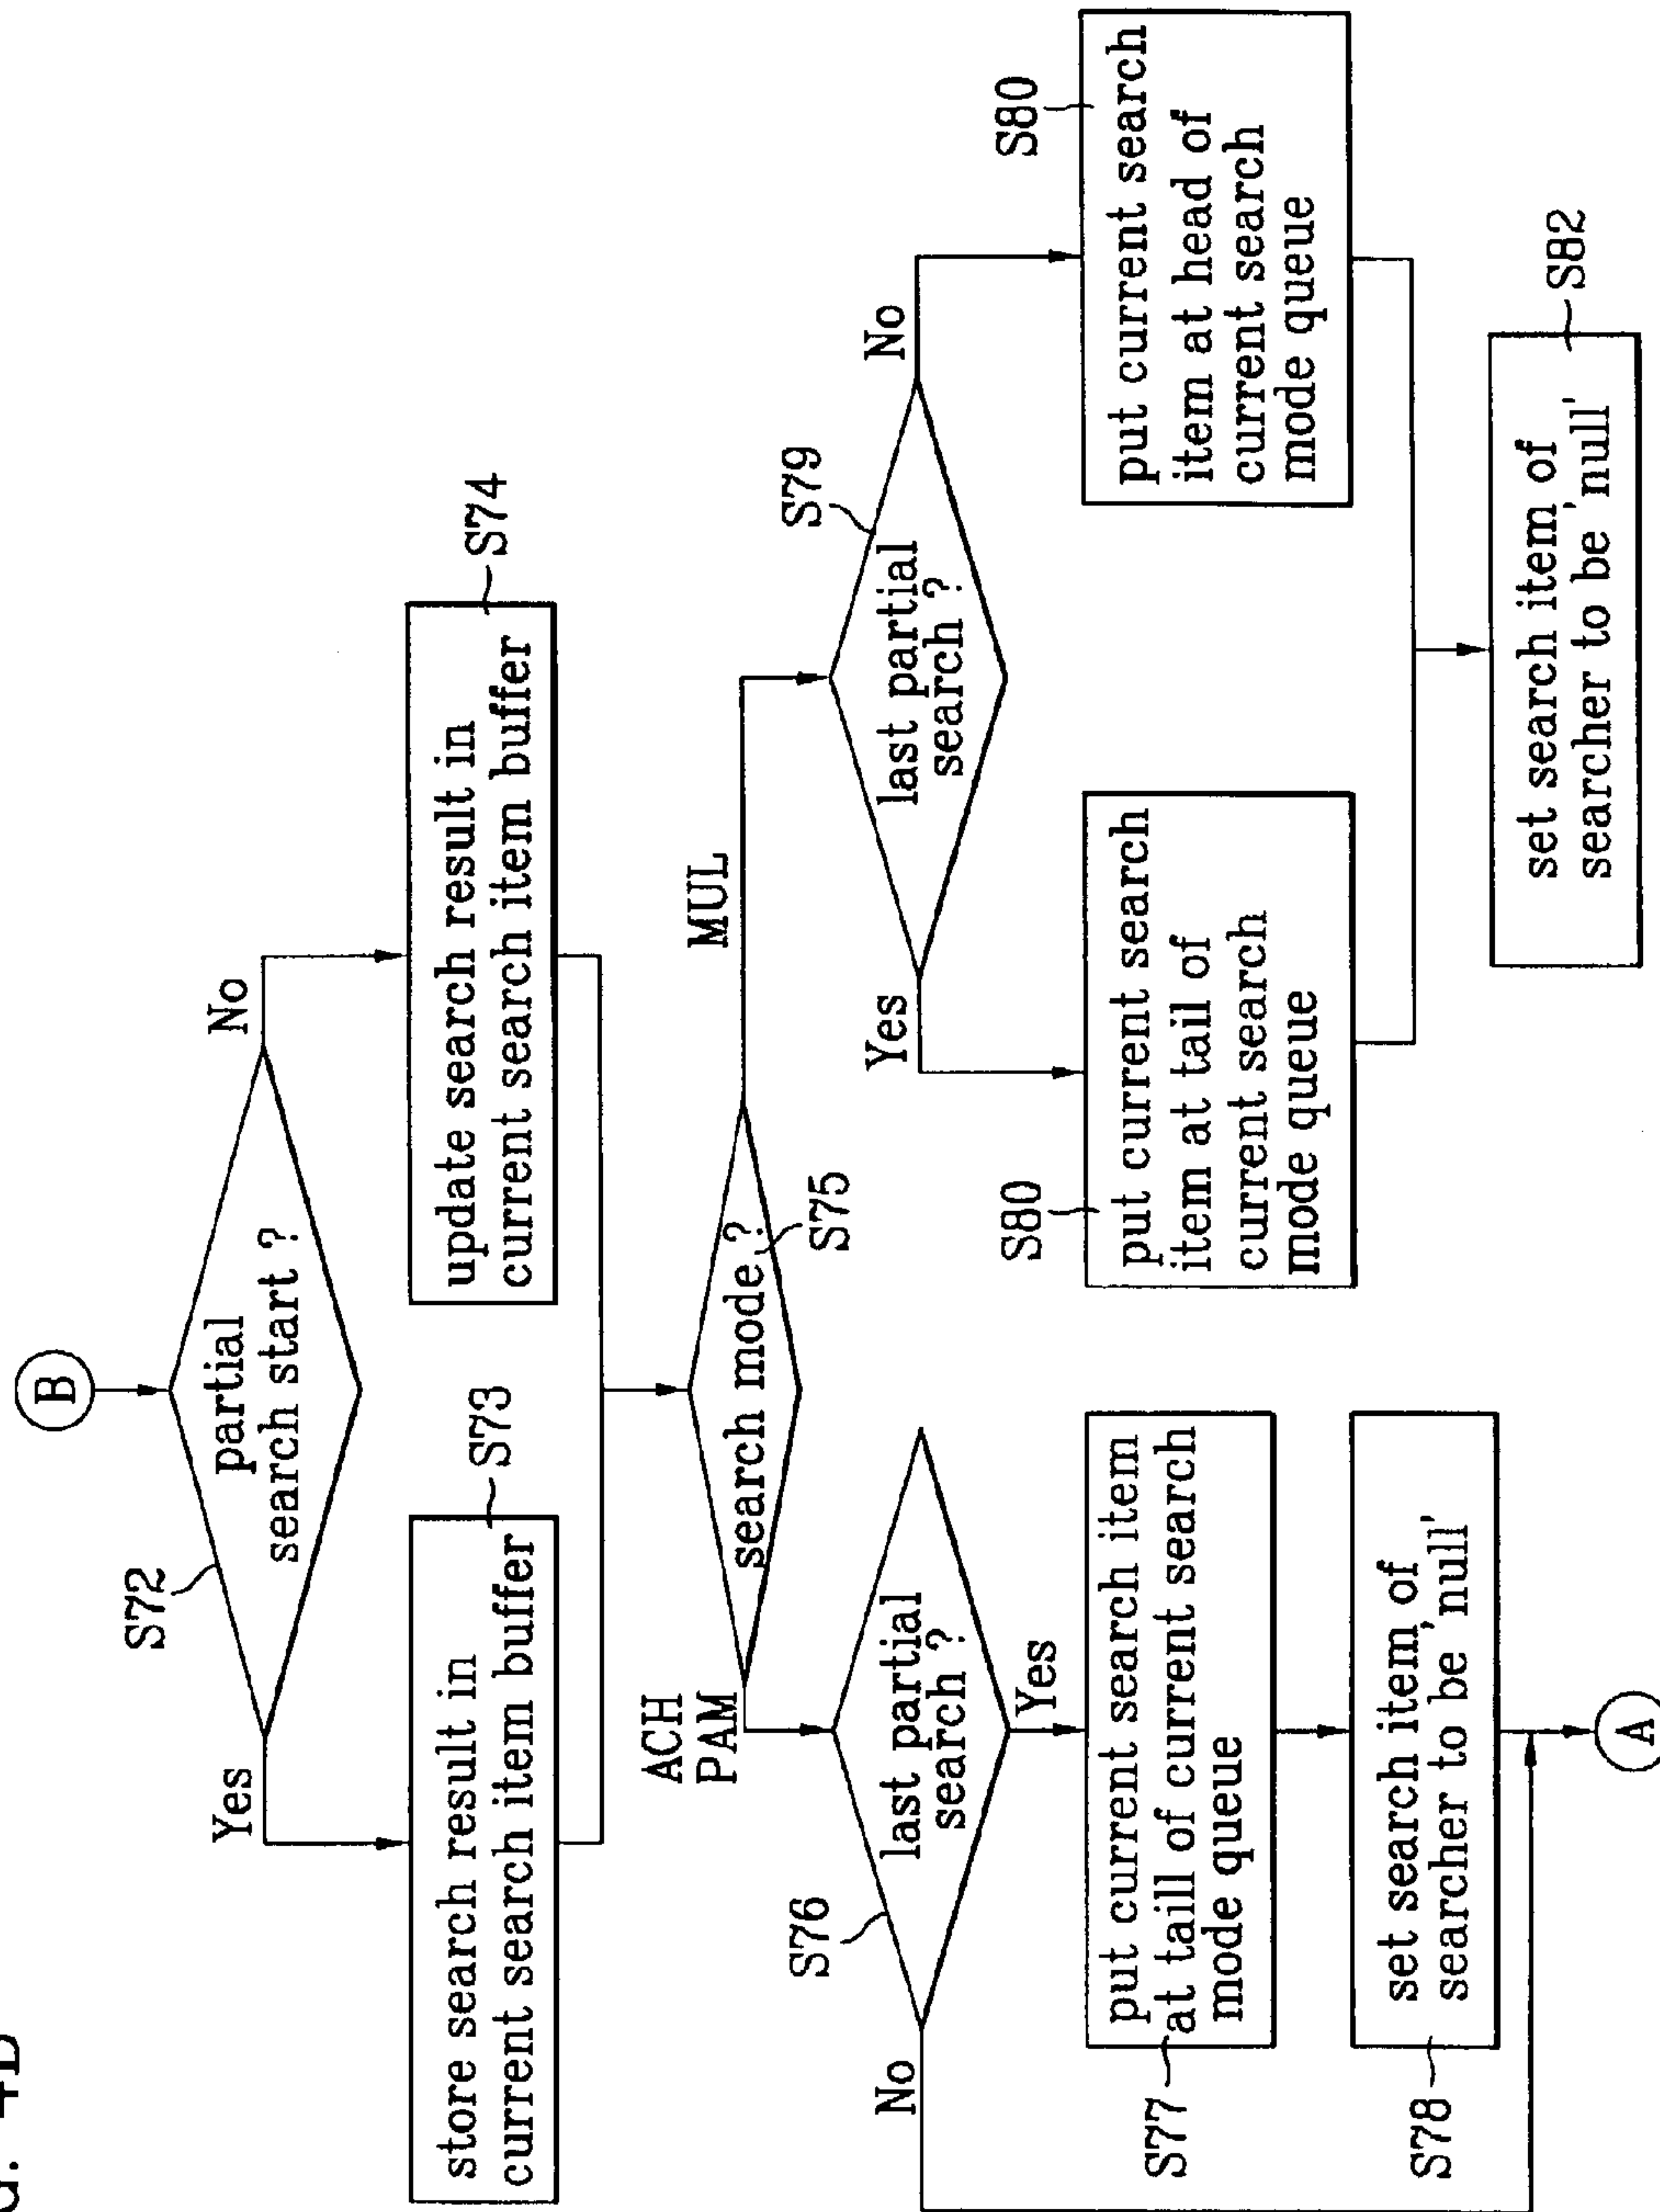 B
S72
partial
search start ?
Yes
No
S73
store search result in
current search item buffer
S74
update search result in
current search item buffer
search mode ?
S75
ACH
PAM
MUL
S76
last partial
search ?
No
Yes
S77
put current search item
at taill of current search
mode queue
S78
set search item of
searcher to be 'null'
A
S79
last partial
search ?
Yes
No
S80
put current search
item at tail of
current search
mode queue
S80
put current search
item at head of
current search
mode queue
S82
set search item of
searcher to be 'null'